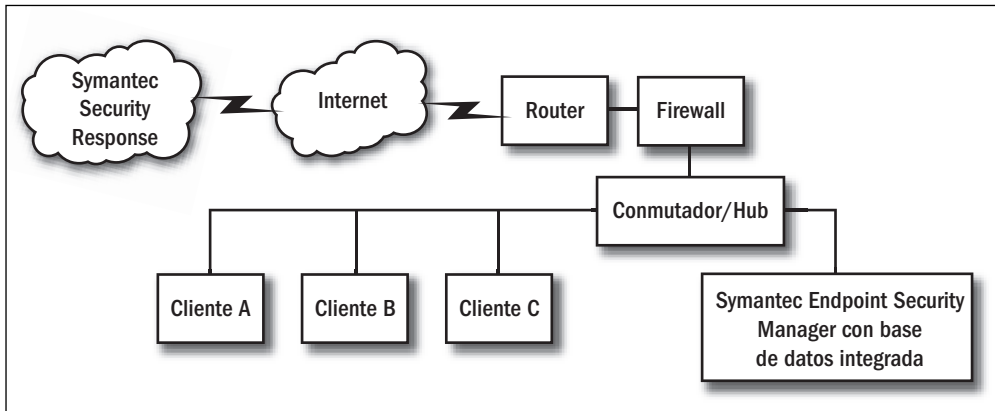 Symantec
Security
Response
Internet
Router
Firewall
Conmutador/Hub
Cliente A
Cliente B
Cliente C
Symantec Endpoint Security
Manager con base
de datos integrada